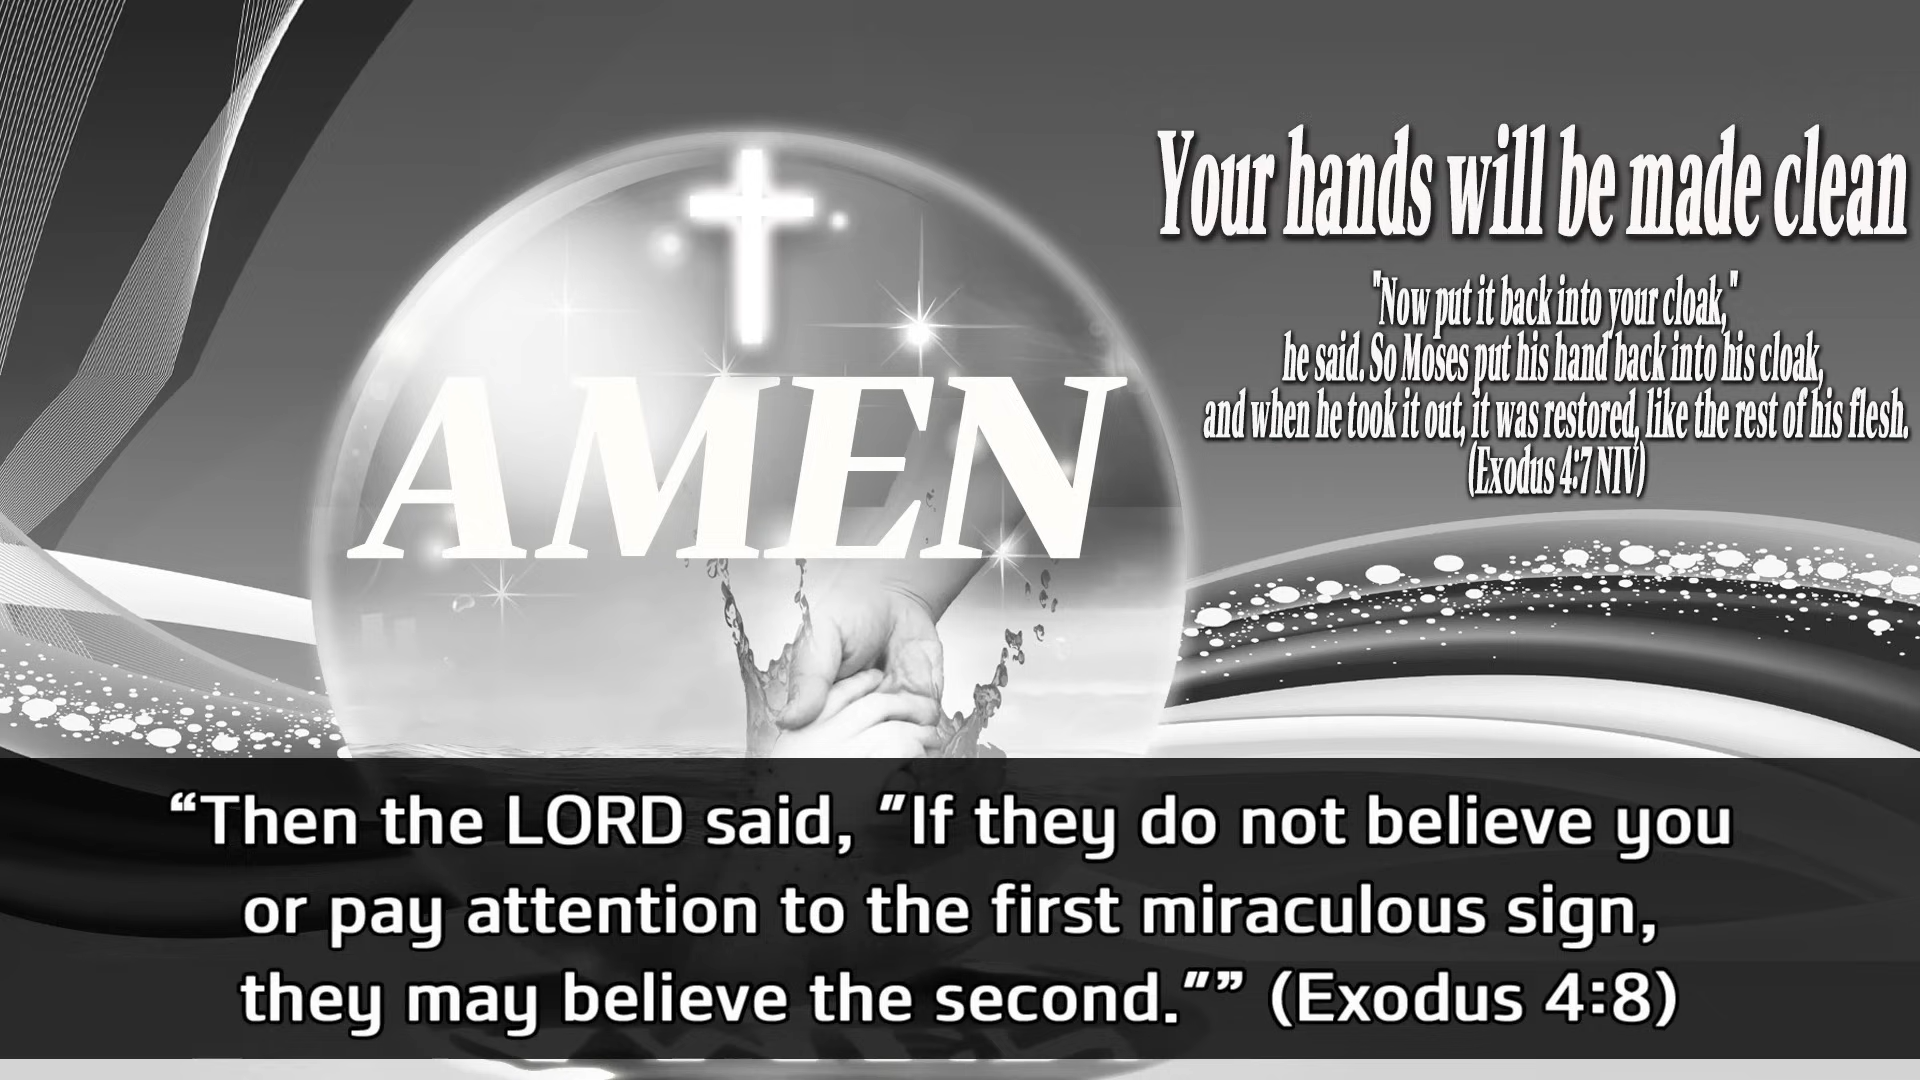 Your hands will be made clean
"Now put it back into your cloak,"
he said. So Moses put his hand back into his cloak,
and when he took it out, it was restored, like the rest of his flesh.
(Exodus 4:7 NIV)
AMEN
“Then the LORD said, "If they do not believe you
or pay attention to the first miraculous sign,
they may believe the second."” (Exodus 4:8)